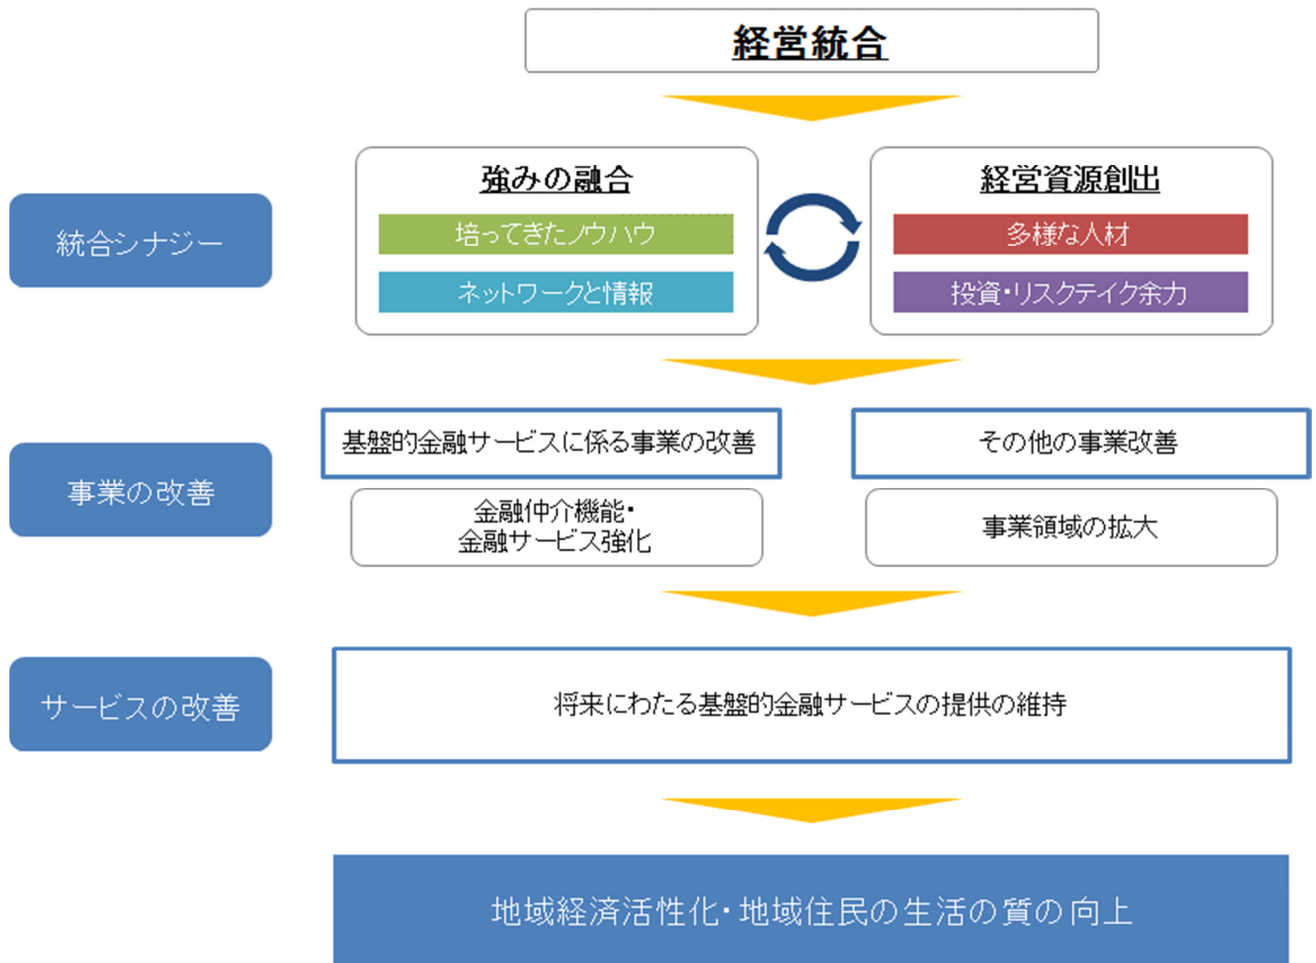 経営統合
統合シナジー
強みの融合
培ってきたノウハウ
ネットワークと情報
経営資源創出
多様な人材
投資・リスクテイク余力
事業の改善
基盤的金融サービスに係る事業の改善
金融仲介機能・
金融サービス強化
その他の事業改善
事業領域の拡大
サービスの改善
将来にわたる基盤的金融サービスの提供の維持
地域経済活性化・地域住民の生活の質の向上